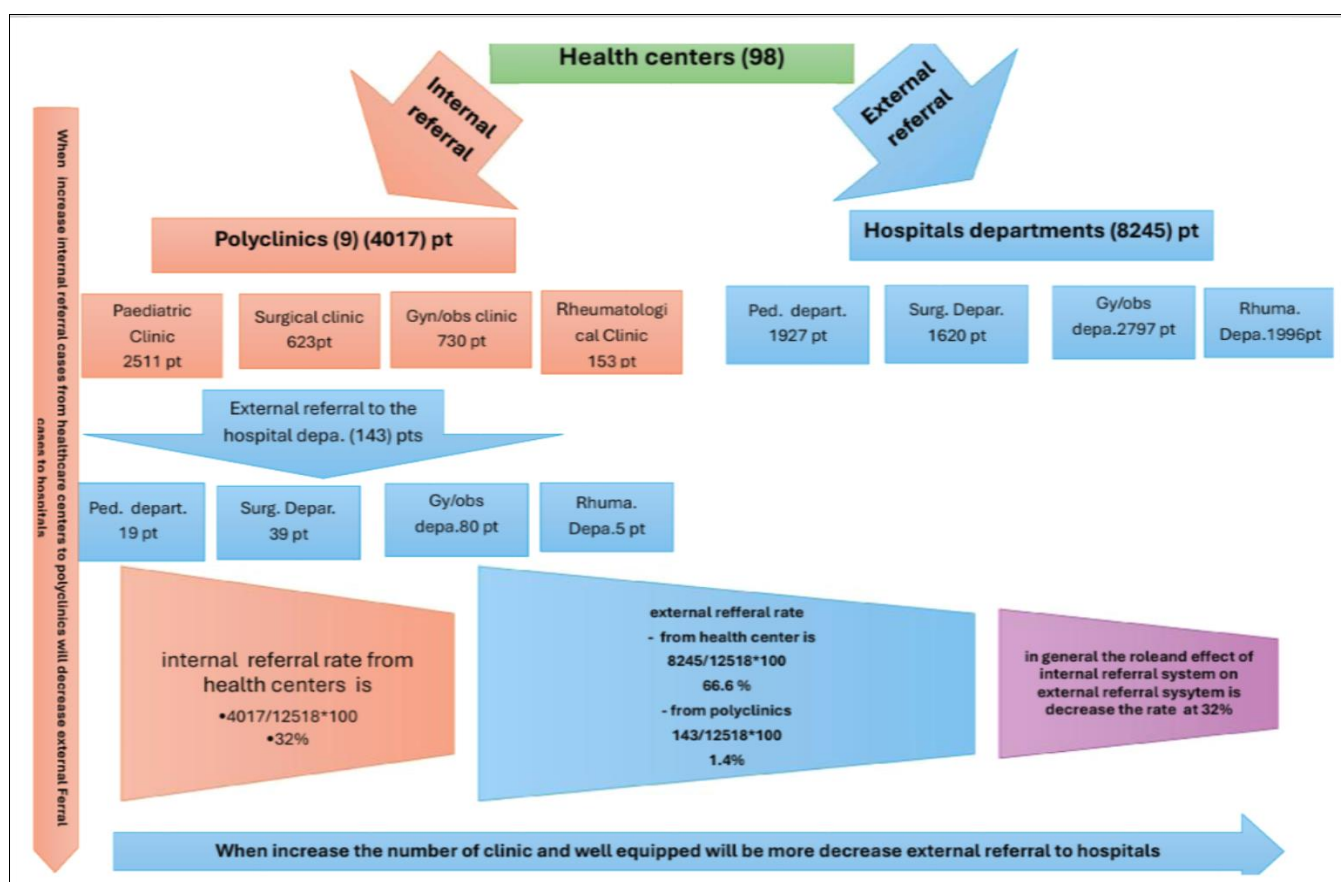 Health centers (98)
Internal
referral
External
referral
When increase internal referral cases from healthcare centers to polyclinics will decrease external Ferral
cases to hospitals
Polyclinics (9) (4017) pt
Hospitals departments (8245) pt
Paediatric
Clinic
2511 pt
Surgical clinic
623pt
Gyn/obs clinic
730 pt
Rheumatologi
cal Clinic
153 pt
Ped. depart.
1927 pt
Surg. Depar.
1620 pt
Gy/obs
depa.2797 pt
Rhuma.
Depa.1996pt
External referral to the
hospital depa. (143) pts
Ped. depart.
19 pt
Surg. Depar.
39 pt
Gy/obs
depa.80 pt
Rhuma.
Depa.5 pt
internal referral rate from
health centers is
•4017/12518*100
•32%
external refferal rate
- from health center is
8245/12518*100
66.6 %
- from polyclinics
143/12518*100
1.4%
in general the roleand effect of
internal referral system on
external referral sysytem is
decrease the rate at 32%
When increase the number of clinic and well equipped will be more decrease external referral to hospitals